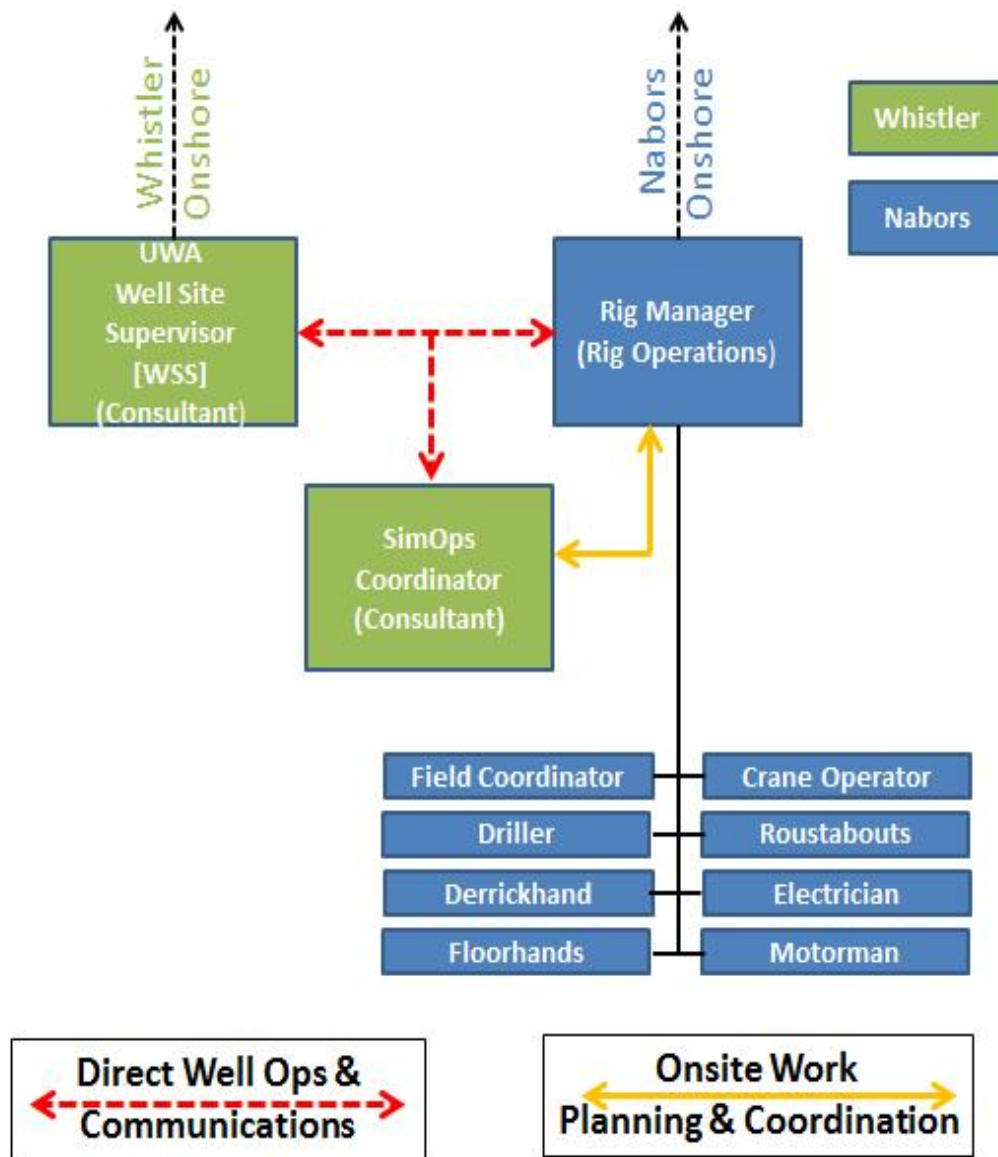 Whistler
Onshore
Nabors
Onshore
Whistler
Nabors
UWA
Well Site
Supervisor
[WSS]
(Consultant)
Rig Manager
(Rig Operations)
SimOps
Coordinator
(Consultant)
Field Coordinator
Crane Operator
Driller
Roustabouts
Derrickhand
Electrician
Floorhands
Motorman
Direct Well Ops &
Communications
Onsite Work
Planning & Coordination